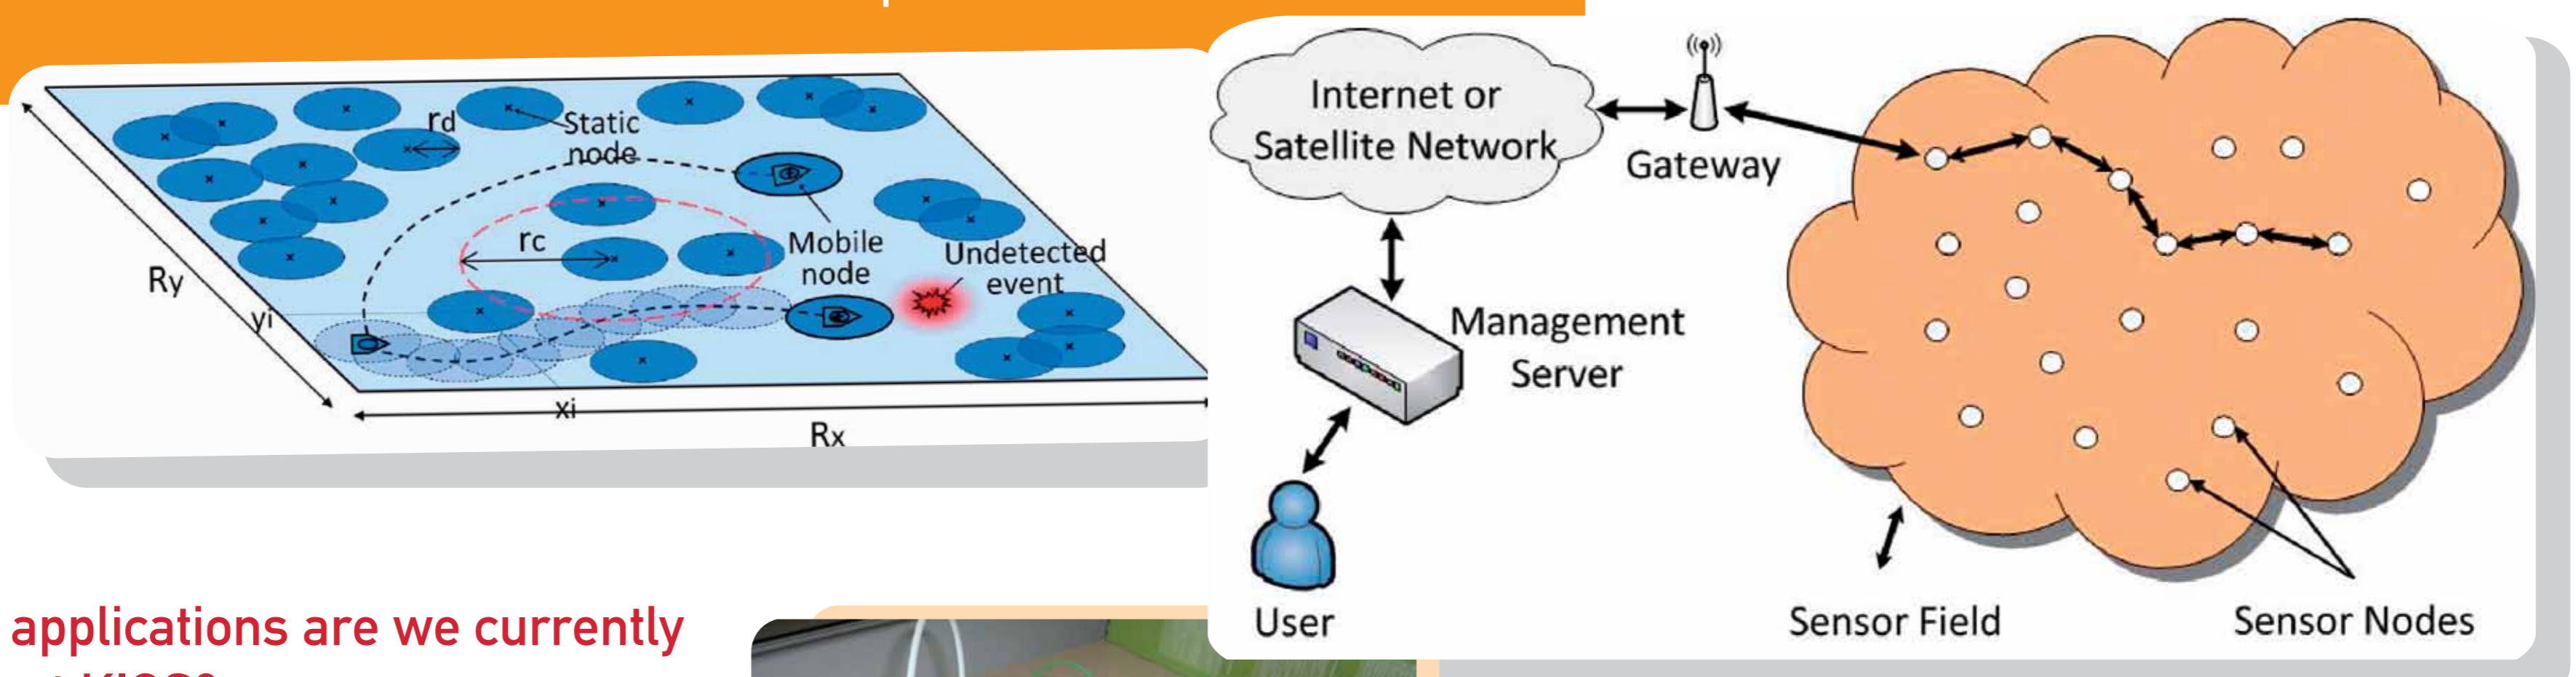 rd
Static
node
rc
Mobile
node
Undetected
event
Ry
yi
xi
Rx
Internet or
Satellite Network
Gateway
Management
Server
User
Sensor Field
Sensor Nodes
applications are we currently